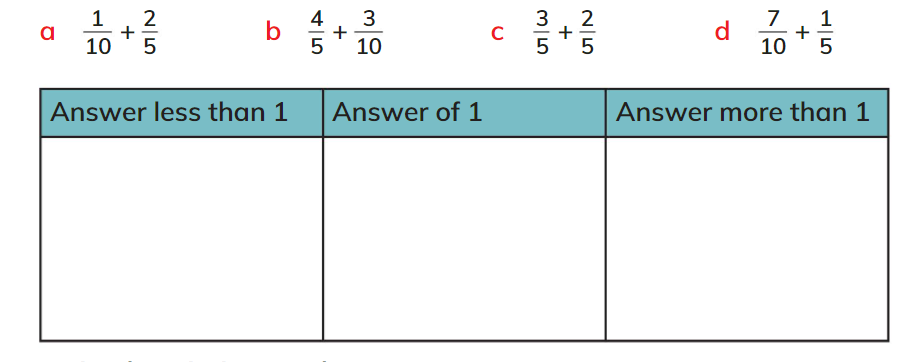 a 1/10 + 2/5 b 4/5 + 3/10 c 3/5 + 2/5 d 7/10 + 1/5
Answer less than 1 Answer of 1 Answer more than 1